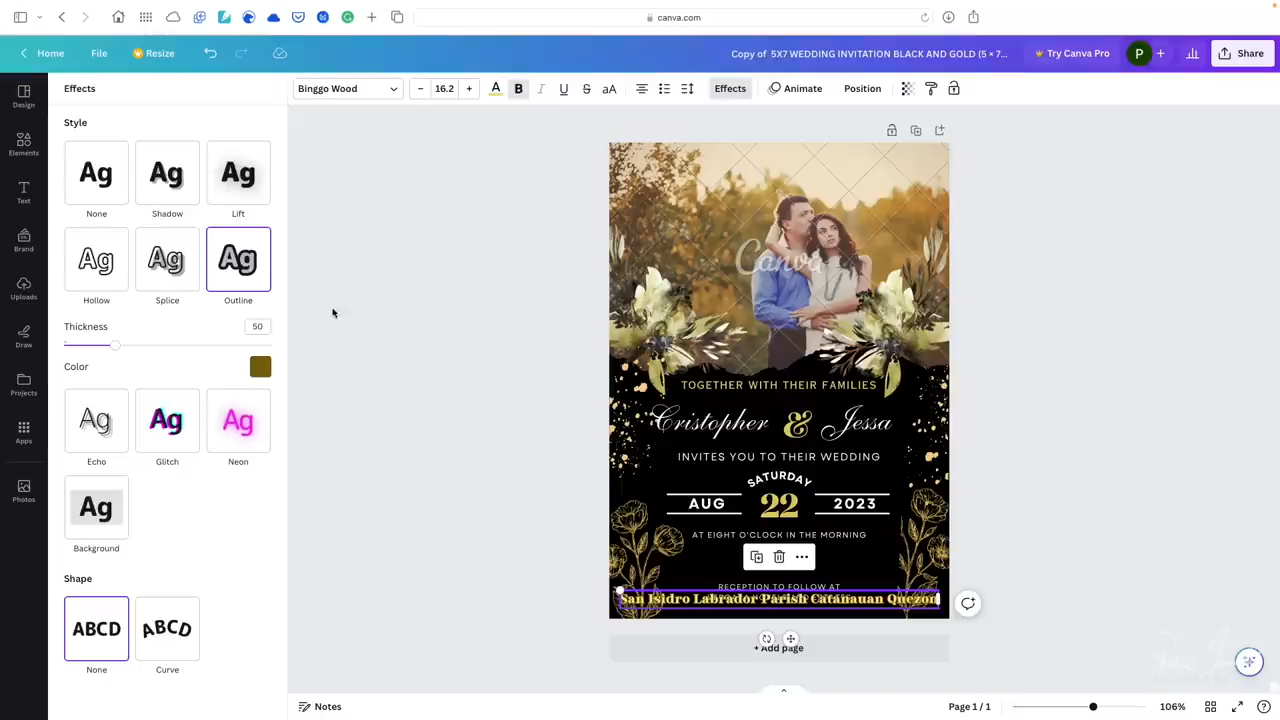 canva.com
Home
File
Resize
Copy of 5X7 WEDDING INVITATION BLACK AND GOLD (5 × 7...
Try Canva Pro
P
Share
Effects
Binggo Wood
16.2
A
B
I
U
S
aA
Effects
Animate
Position
Design
Elements
Text
Brand
Uploads
Draw
Projects
Apps
Photos
Style
Ag
Ag
Ag
None
Shadow
Lift
Ag
Ag
Ag
Hollow
Splice
Outline
Thickness
50
Color
Ag
Ag
Ag
Echo
Glitch
Neon
Ag
Background
Shape
ABCD
ABCD
None
Curve
Canva
TOGETHER WITH THEIR FAMILIES
Cristopher & Jessa
INVITES YOU TO THEIR WEDDING
SATURDAY
AUG 22 2023
AT EIGHT O'CLOCK IN THE MORNING
RECEPTION TO FOLLOW AT
San Isidro Labrador Parish Catanauan Quezon
+ Add page
Notes
Page 1 / 1
106%